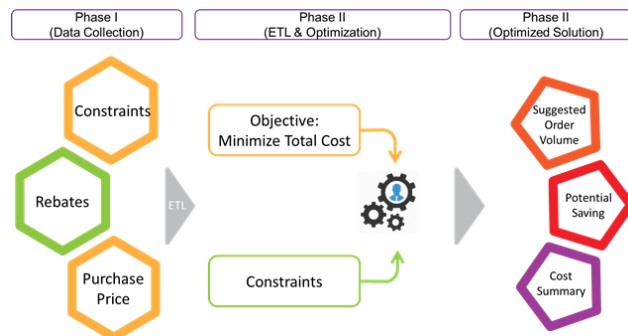 Phase I
(Data Collection)
Phase II
(ETL & Optimization)
Phase II
(Optimized Solution)
Constraints
Rebates
Purchase
Price
ETL
Objective:
Minimize Total Cost
Constraints
Suggested
Order
Volume
Potential
Saving
Cost
Summary